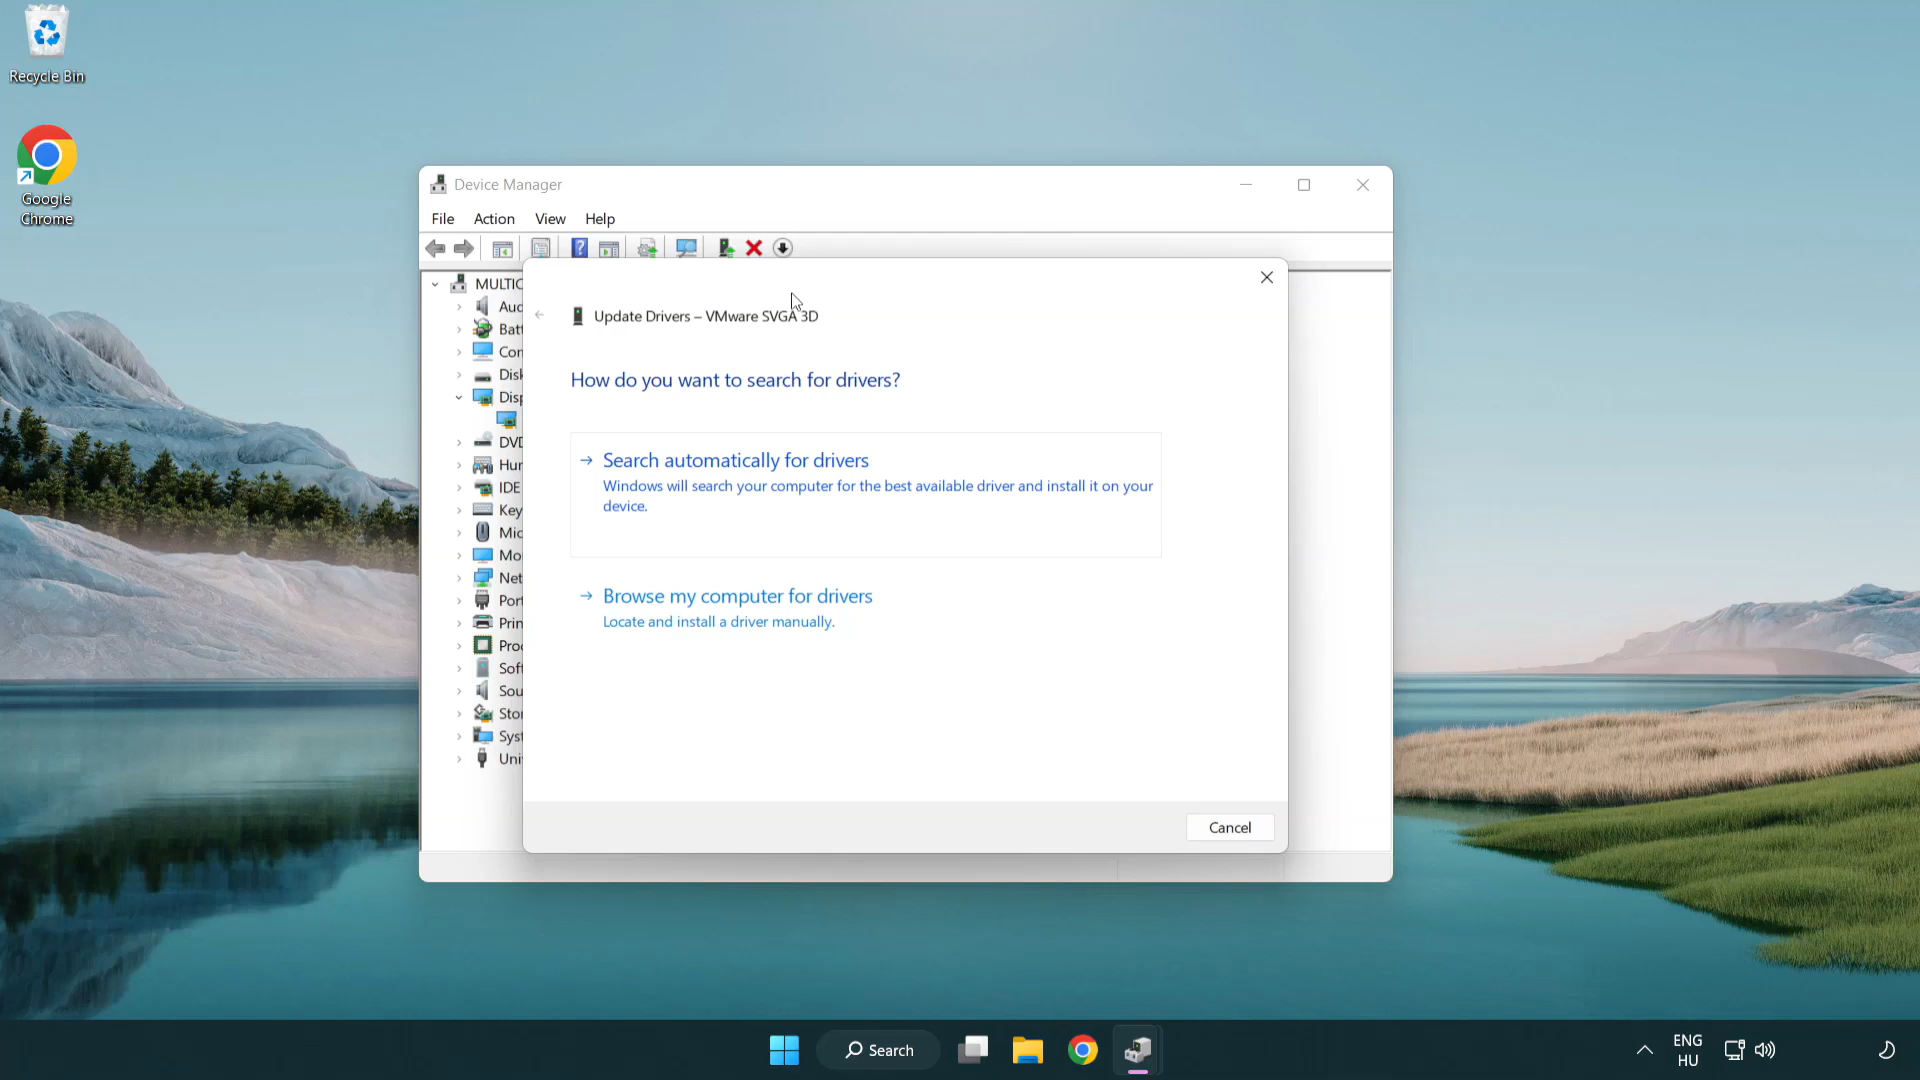 Recycle Bin
Google
Chrome
Device Manager
File Action View Help
MULTIC
Aud
Batt
Com
Disk
Disp
DVD
Hum
IDE
Key
Mic
Mo
Net
Port
Prin
Proc
Soft
Sou
Stor
Syst
Uni
Update Drivers – VMware SVGA 3D
How do you want to search for drivers?
Search automatically for drivers
Windows will search your computer for the best available driver and install it on your
device.
Browse my computer for drivers
Locate and install a driver manually.
Cancel
Search
ENG
HU